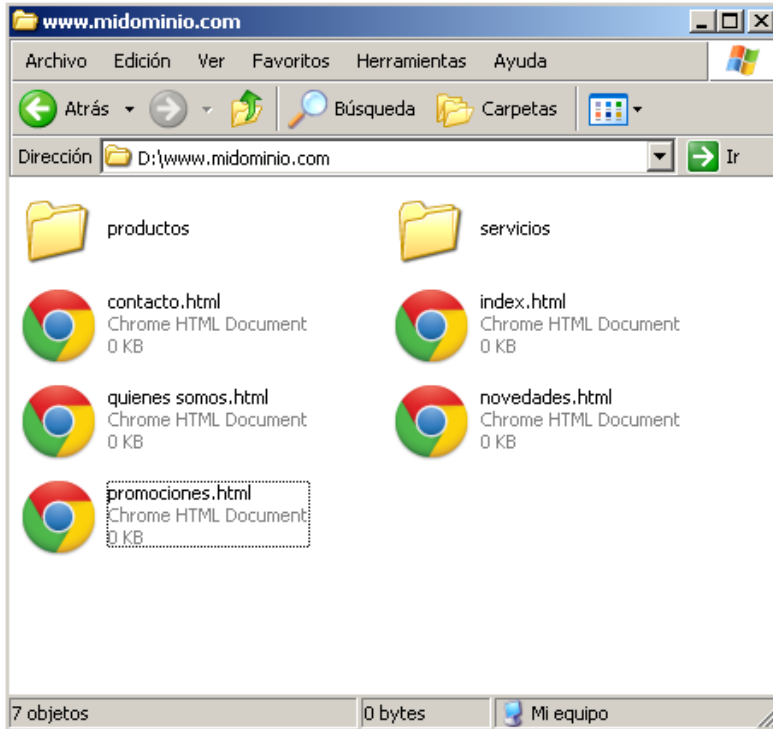 www.midominio.com
Archivo Edición Ver Favoritos Herramientas Ayuda
Atrás Búsqueda Carpetas
Dirección D:\www.midominio.com Ir
productos servicios
contacto.html
Chrome HTML Document
0 KB
index.html
Chrome HTML Document
0 KB
quienes somos.html
Chrome HTML Document
0 KB
novedades.html
Chrome HTML Document
0 KB
promociones.html
Chrome HTML Document
0 KB
7 objetos 0 bytes Mi equipo